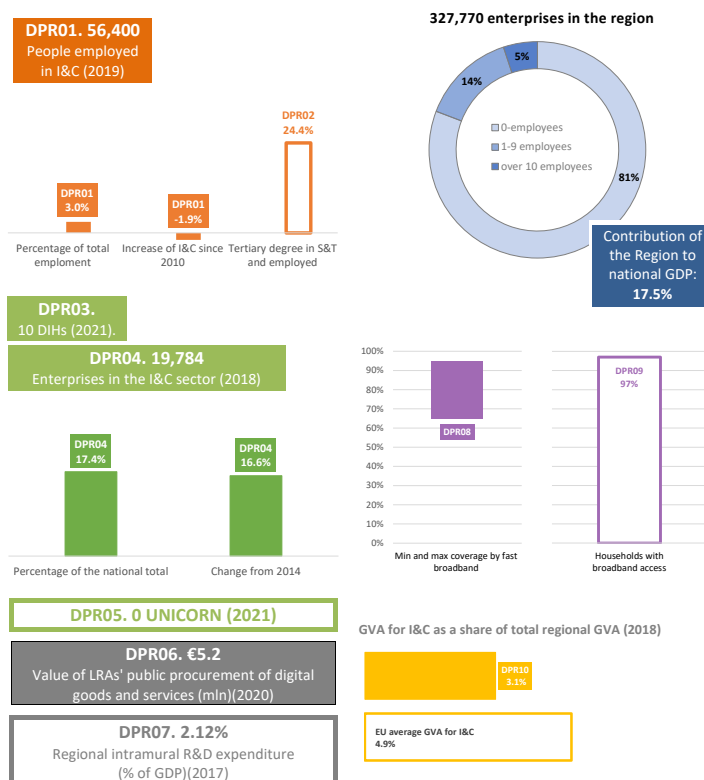 DPR01. 56,400
People employed
in I&C (2019)
DPR01
3.0%
DPR01
-1.9%
DPR02
24.4%
Percentage of total
emploment
Increase of I&C since
2010
Tertiary degree in S&T
and employed
327,770 enterprises in the region
5%
14%
81%
0-employees
1-9 employees
over 10 employees
Contribution of
the Region to
national GDP:
17.5%
DPR03.
10 DIHs (2021).
DPR04. 19,784
Enterprises in the I&C sector (2018)
DPR04
17.4%
DPR04
16.6%
Percentage of the national total
Change from 2014
100%
90%
80%
70%
60%
50%
40%
30%
20%
10%
0%
DPR08
DPR09
97%
Min and max coverage by fast
broadband
Households with
broadband access
DPR05. 0 UNICORN (2021)
DPR06. €5.2
Value of LRAs' public procurement of digital
goods and services (mln)(2020)
DPR07. 2.12%
Regional intramural R&D expenditure
(% of GDP)(2017)
GVA for I&C as a share of total regional GVA (2018)
DPR10
3.1%
EU average GVA for I&C
4.9%